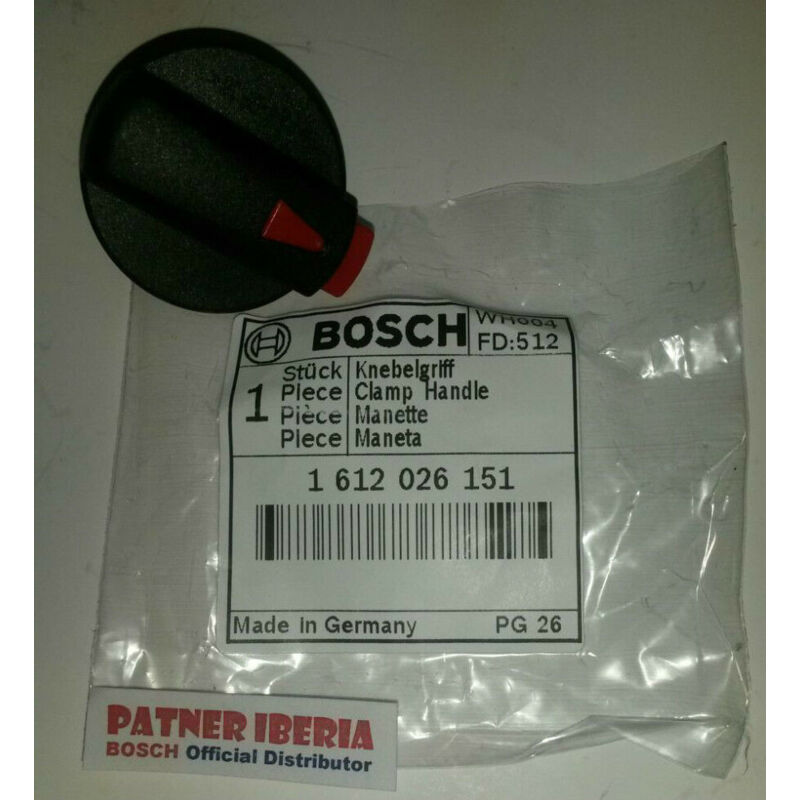 BOSCH
WH664
FD:512
1
Stück Knebelgriff
Piece Clamp Handle
Pièce Manette
Piece Maneta
1 612 026 151
Made in Germany PG 26
PATNER IBERIA
BOSCH Official Distributor